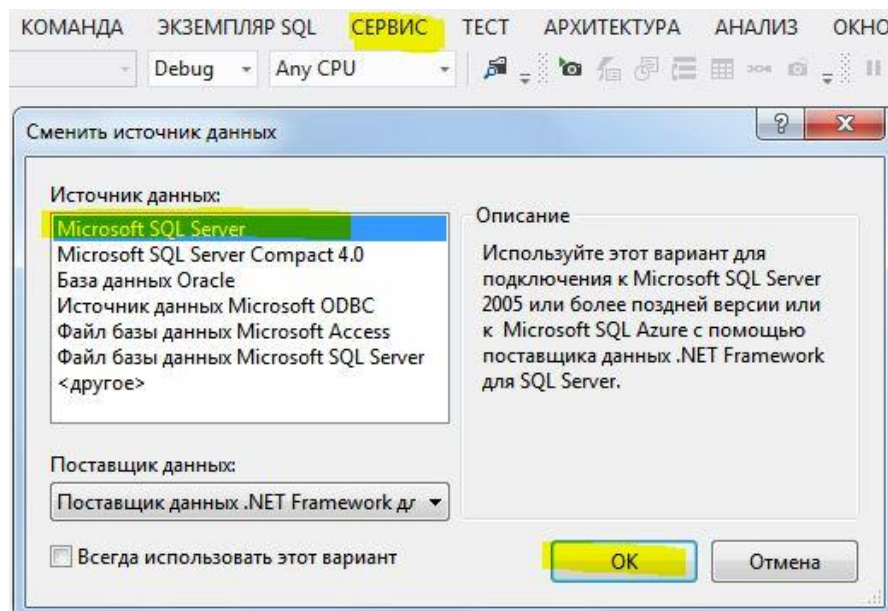 КОМАНДА ЭКЗЕМПЛЯР SQL СЕРВИС ТЕСТ АРХИТЕКТУРА АНАЛИЗ ОКНО
Debug Any CPU
Сменить источник данных
Источник данных:
Microsoft SQL Server
Microsoft SQL Server Compact 4.0
База данных Oracle
Источник данных Microsoft ODBC
Файл базы данных Microsoft Access
Файл базы данных Microsoft SQL Server
<другое>
Описание
Используйте этот вариант для
подключения к Microsoft SQL Server
2005 или более поздней версии или
к Microsoft SQL Azure с помощью
поставщика данных .NET Framework
для SQL Server.
Поставщик данных:
Поставщик данных .NET Framework дл
Всегда использовать этот вариант
OK
Отмена